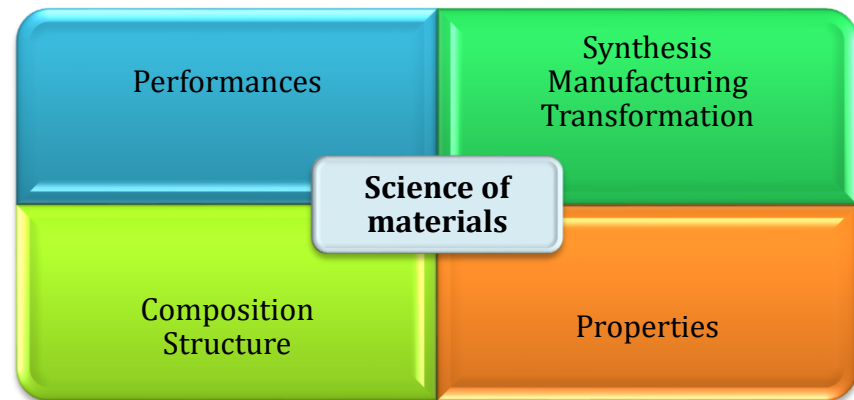 Performances
Synthesis
Manufacturing
Transformation
Science of
materials
Composition
Structure
Properties